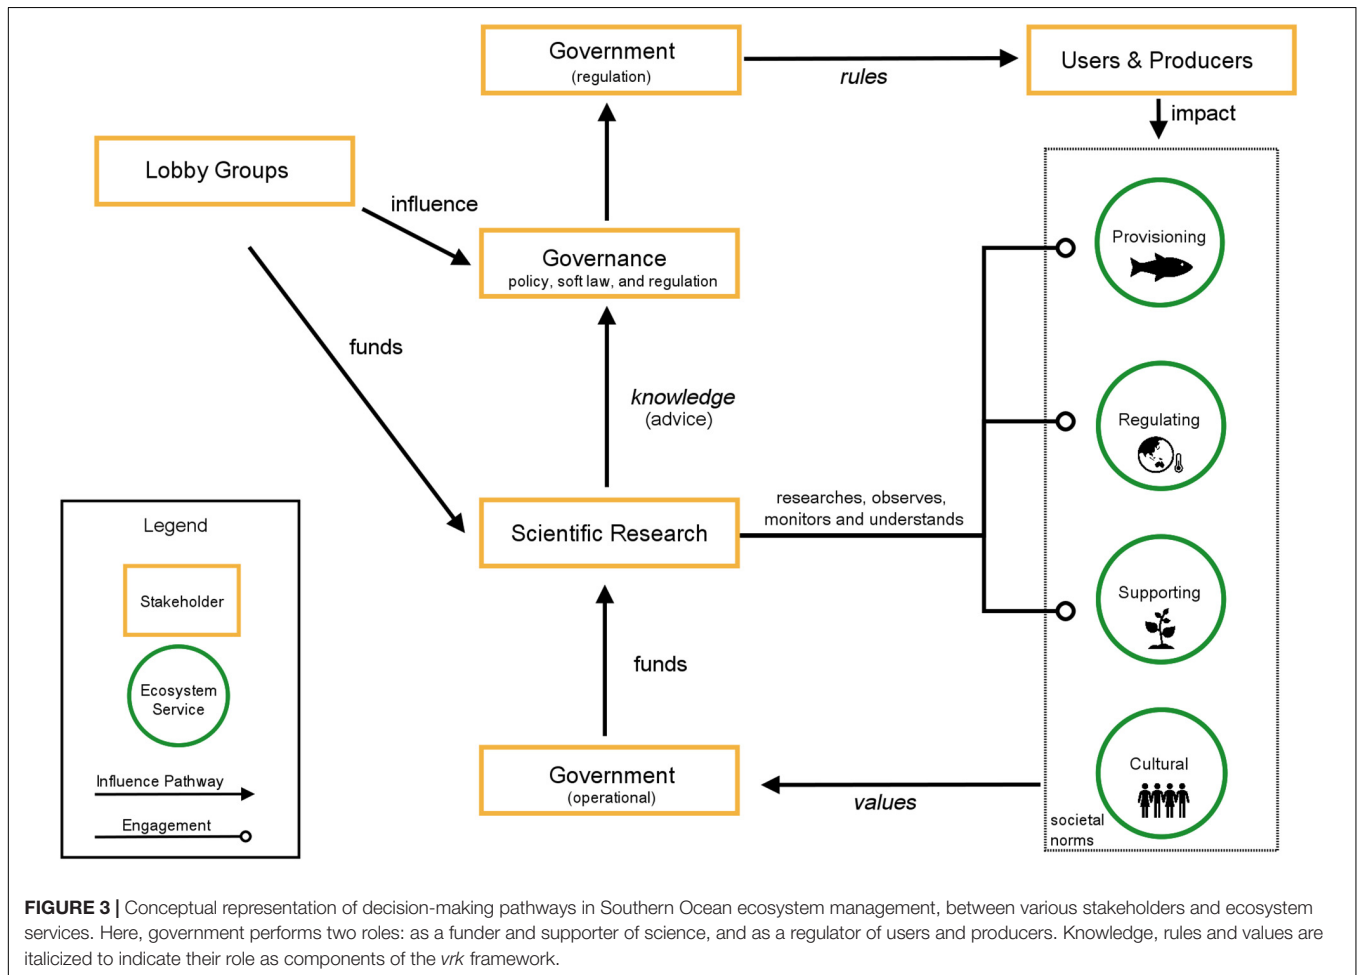 Government
(regulation)
rules
Users & Producers
impact
Lobby Groups
influence
Governance
policy, soft law, and regulation
Provisioning
funds
knowledge
(advice)
Regulating
Legend
Stakeholder
Ecosystem
Service
Influence Pathway
Engagement
Scientific Research
researches, observes,
monitors and understands
Supporting
funds
Government
(operational)
values
Cultural
societal
norms
FIGURE 3 | Conceptual representation of decision-making pathways in Southern Ocean ecosystem management, between various stakeholders and ecosystem
services. Here, government performs two roles: as a funder and supporter of science, and as a regulator of users and producers. Knowledge, rules and values are
italicized to indicate their role as components of the vrk framework.